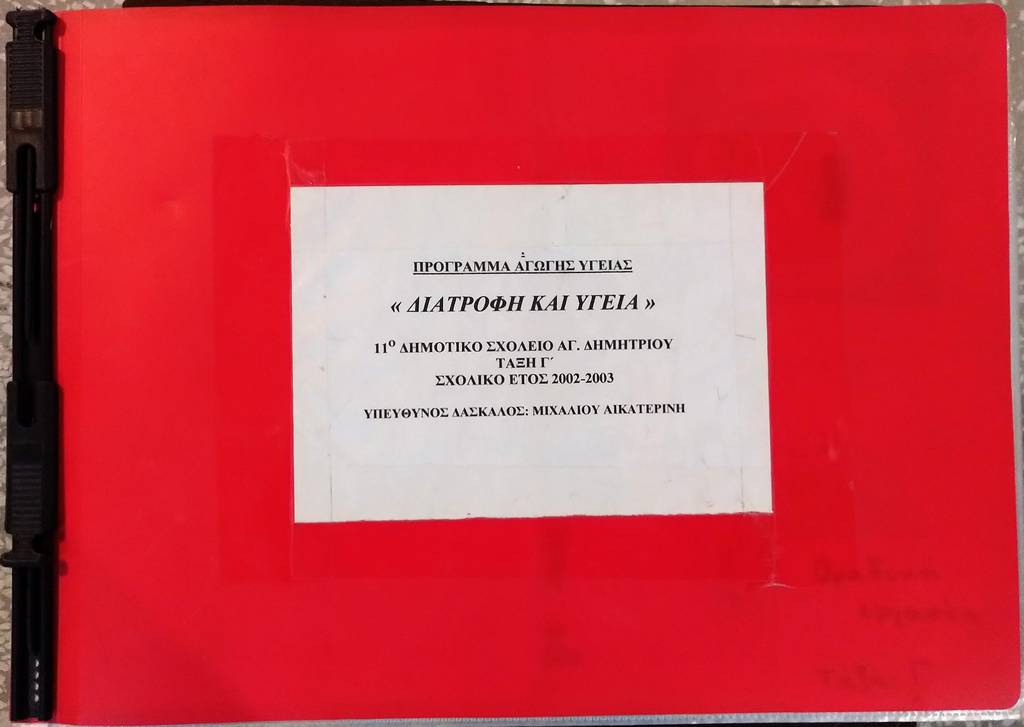 ΠΡΟΓΡΑΜΜΑ ΑΓΩΓΗΣ ΥΓΕΙΑΣ
« ΔΙΑΤΡΟΦΗ ΚΑΙ ΥΓΕΙΑ »
11Ο ΔΗΜΟΤΙΚΟ ΣΧΟΛΕΙΟ ΑΓ. ΔΗΜΗΤΡΙΟΥ
ΤΑΞΗ Γ΄
ΣΧΟΛΙΚΟ ΕΤΟΣ 2002-2003
ΥΠΕΥΘΥΝΟΣ ΔΑΣΚΑΛΟΣ: ΜΙΧΑΛΙΟΥ ΑΙΚΑΤΕΡΙΝΗ